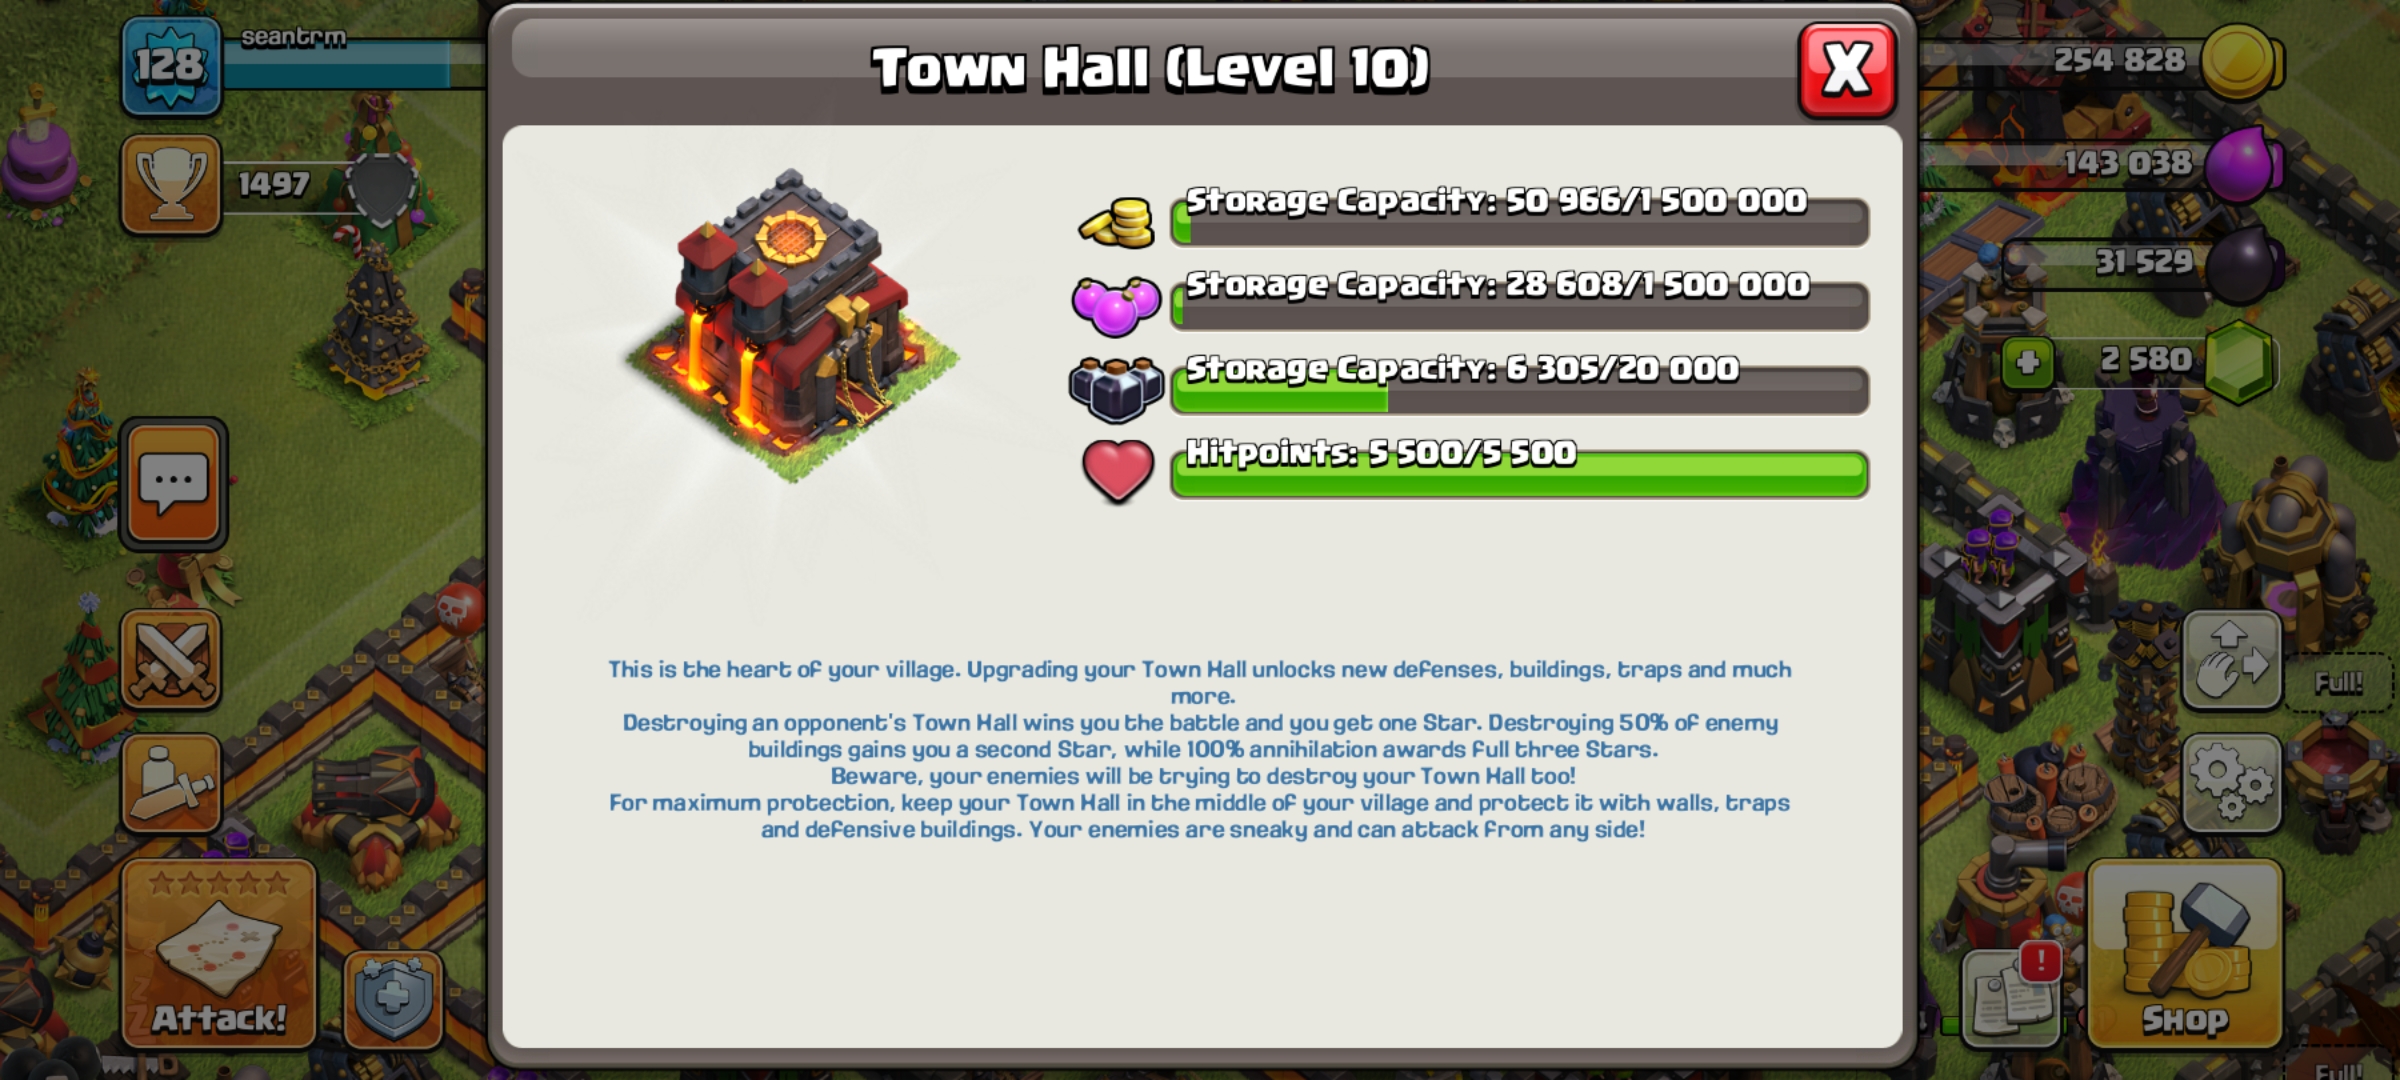 128
seantrm
1497
Town Hall (Level 10)
X
254 828
143 038
31 529
2 580
Storage Capacity: 50 966/1 500 000
Storage Capacity: 28 608/1 500 000
Storage Capacity: 6 305/20 000
Hitpoints: 5 500/5 500
This is the heart of your village. Upgrading your Town Hall unlocks new defenses, buildings, traps and much
more.
Destroying an opponent's Town Hall wins you the battle and you get one Star. Destroying 50% of enemy
buildings gains you a second Star, while 100% annihilation awards full three Stars.
Beware, your enemies will be trying to destroy your Town Hall too!
For maximum protection, keep your Town Hall in the middle of your village and protect it with walls, traps
and defensive buildings. Your enemies are sneaky and can attack from any side!
Full!
Attack!
!
Shop
Full!